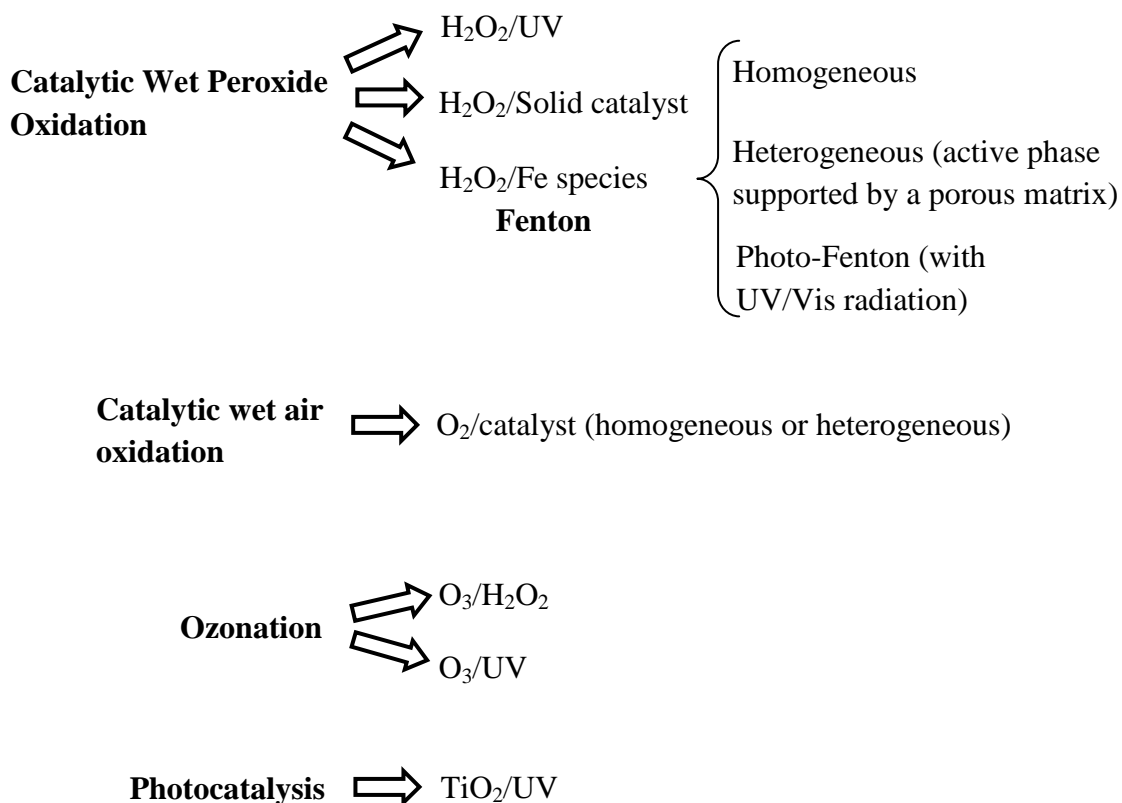 H₂O₂/UV
Catalytic Wet Peroxide
Oxidation
H₂O₂/Solid catalyst
H₂O₂/Fe species
Fenton
Homogeneous
Heterogeneous (active phase
supported by a porous matrix)
Photo-Fenton (with
UV/Vis radiation)
Catalytic wet air
oxidation
O₂/catalyst (homogeneous or heterogeneous)
Ozonation
O₃/H₂O₂
O₃/UV
Photocatalysis
TiO₂/UV